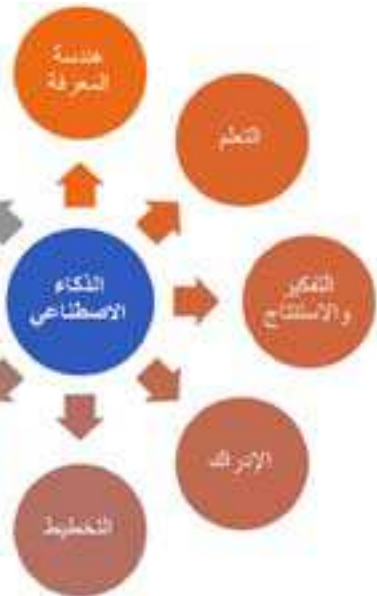 هندسة
المعرفة
التعلم
الذكاء
الاصطناعي
التفكير
والاستنتاج
الإدراك
التخطيط